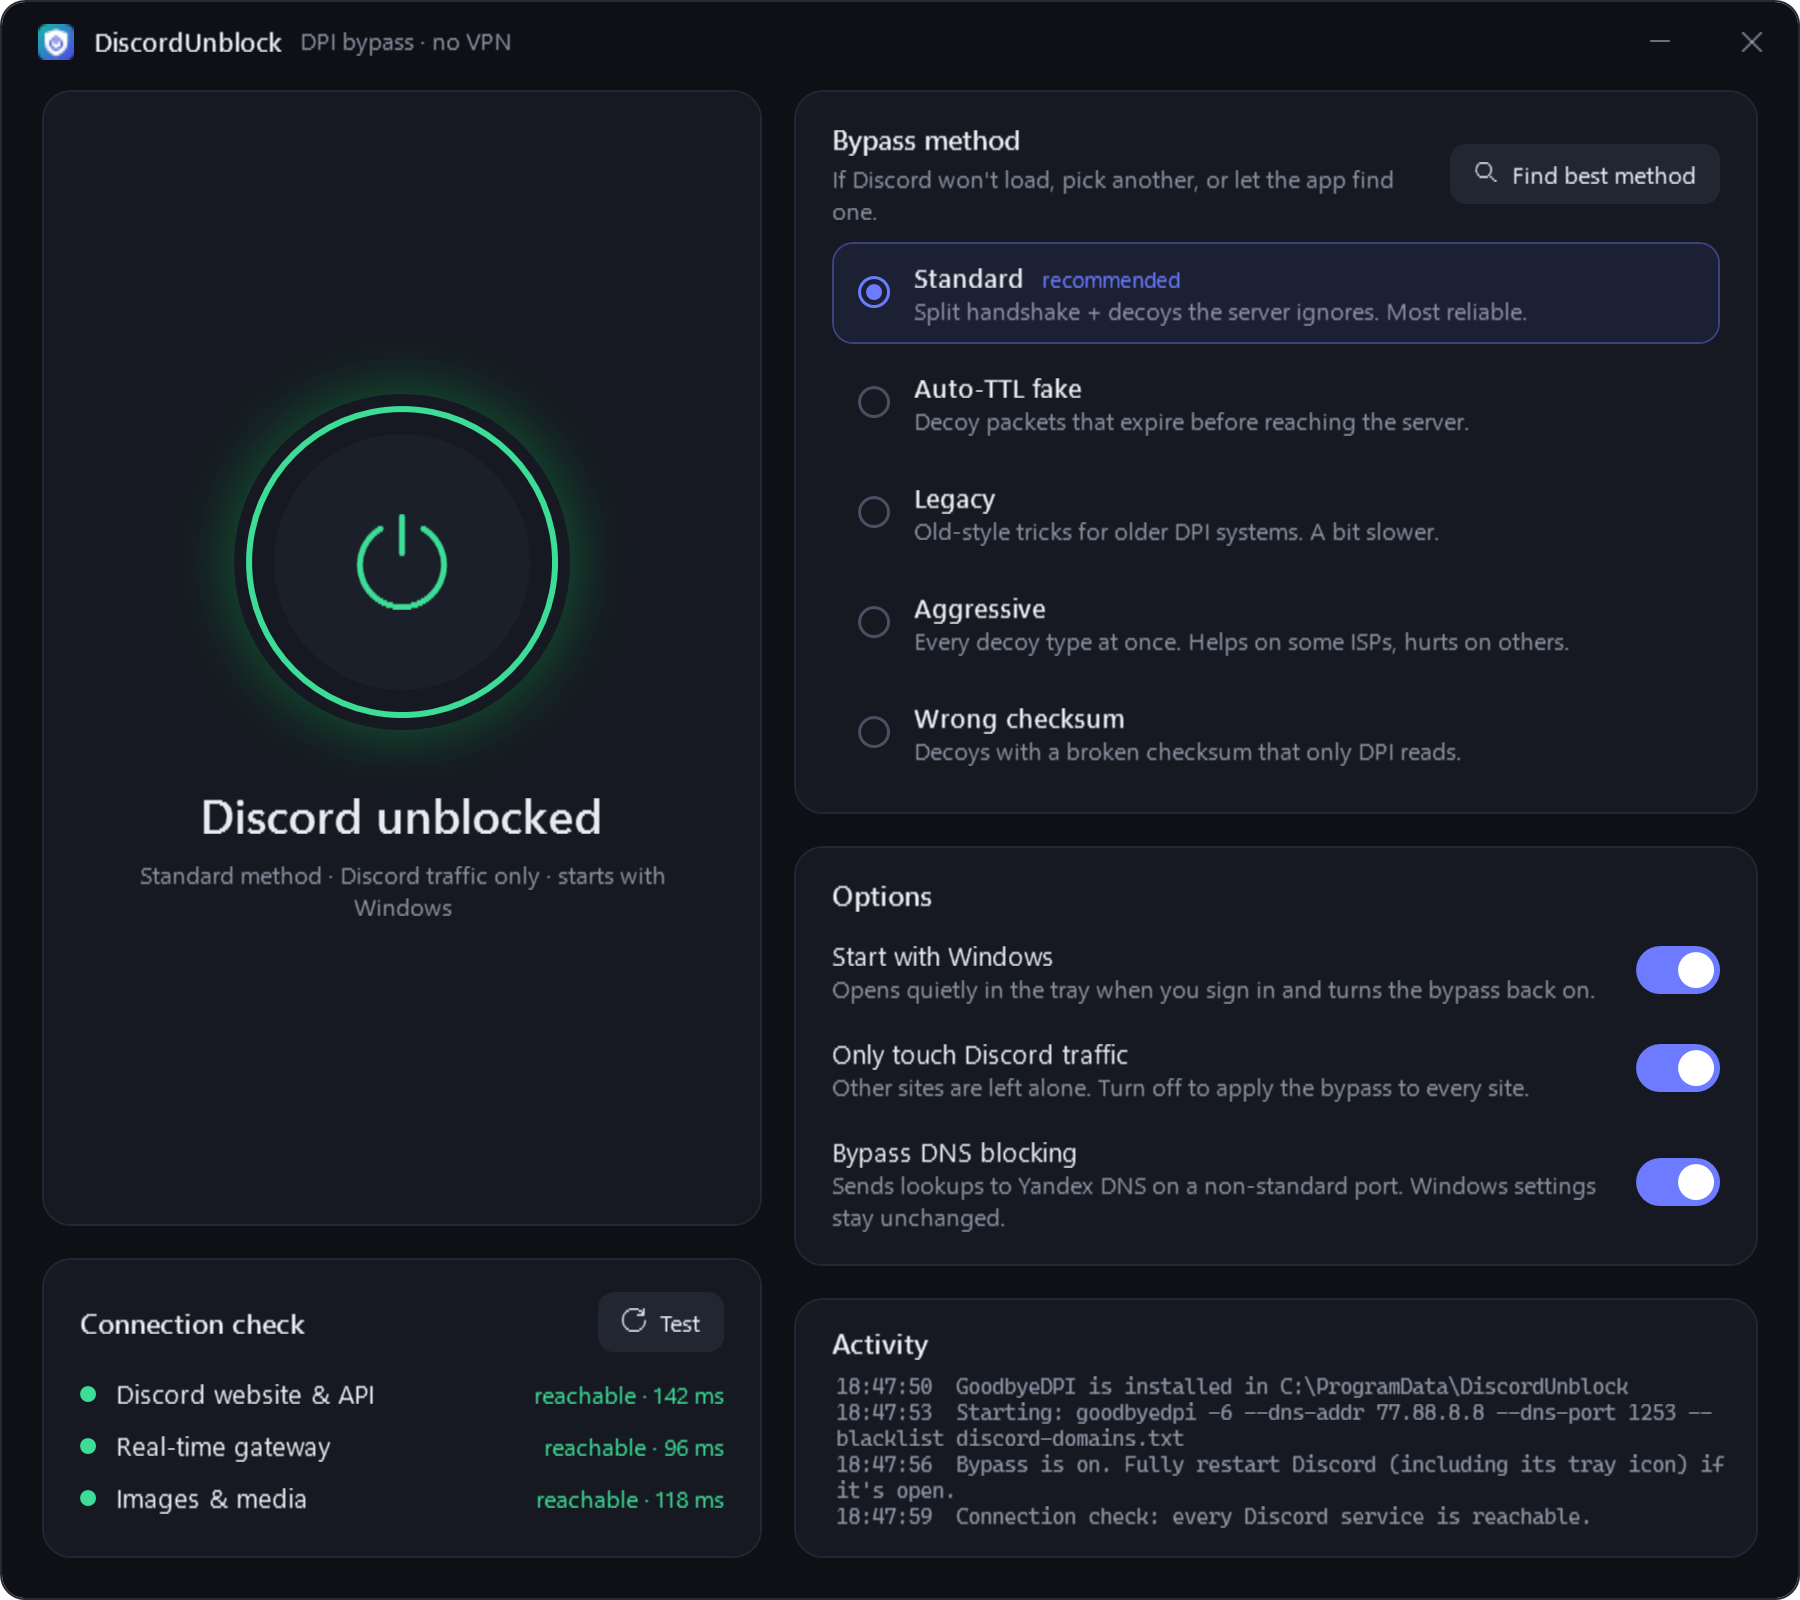 DiscordUnblock DPI bypass · no VPN
Discord unblocked
Standard method · Discord traffic only · starts with
Windows
Connection check
Test
Discord website & API reachable · 142 ms
Real-time gateway reachable · 96 ms
Images & media reachable · 118 ms
Bypass method
If Discord won't load, pick another, or let the app find
one.
Find best method
Standard recommended
Split handshake + decoys the server ignores. Most reliable.
Auto-TTL fake
Decoy packets that expire before reaching the server.
Legacy
Old-style tricks for older DPI systems. A bit slower.
Aggressive
Every decoy type at once. Helps on some ISPs, hurts on others.
Wrong checksum
Decoys with a broken checksum that only DPI reads.
Options
Start with Windows
Opens quietly in the tray when you sign in and turns the bypass back on.
Only touch Discord traffic
Other sites are left alone. Turn off to apply the bypass to every site.
Bypass DNS blocking
Sends lookups to Yandex DNS on a non-standard port. Windows settings
stay unchanged.
Activity
18:47:50 GoodbyeDPI is installed in C:\ProgramData\DiscordUnblock
18:47:53 Starting: goodbyedpi -6 --dns-addr 77.88.8.8 --dns-port 1253 --
blacklist discord-domains.txt
18:47:56 Bypass is on. Fully restart Discord (including its tray icon) if
it's open.
18:47:59 Connection check: every Discord service is reachable.